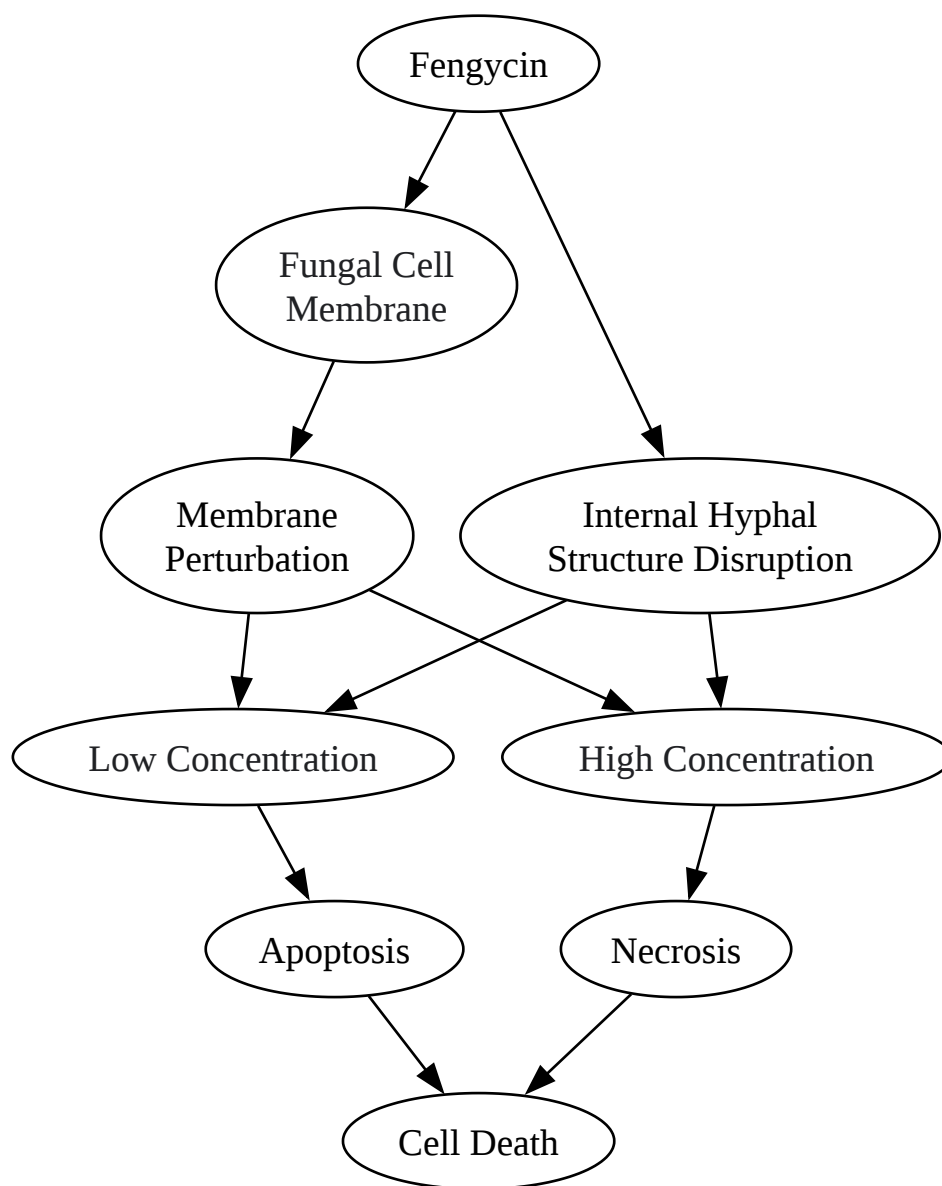 Fengycin
Fungal Cell
Membrane
Membrane
Perturbation
Internal Hyphal
Structure Disruption
Low Concentration
High Concentration
Apoptosis
Necrosis
Cell Death